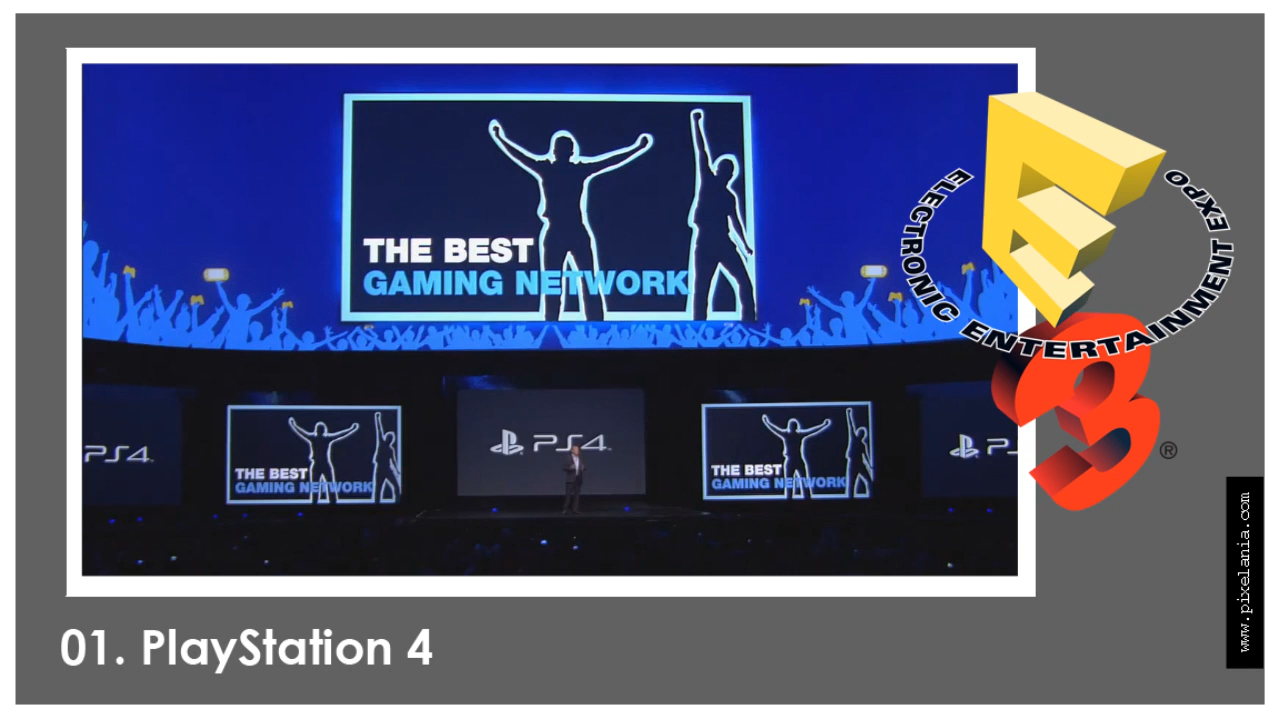 THE BEST
GAMING NETWORK
ELECTRONIC ENTERTAINMENT EXPO
E3
®
PS4
THE BEST
GAMING NETWORK
PS4
THE BEST
GAMING NETWORK
PS
www.pixelania.com
01. PlayStation 4